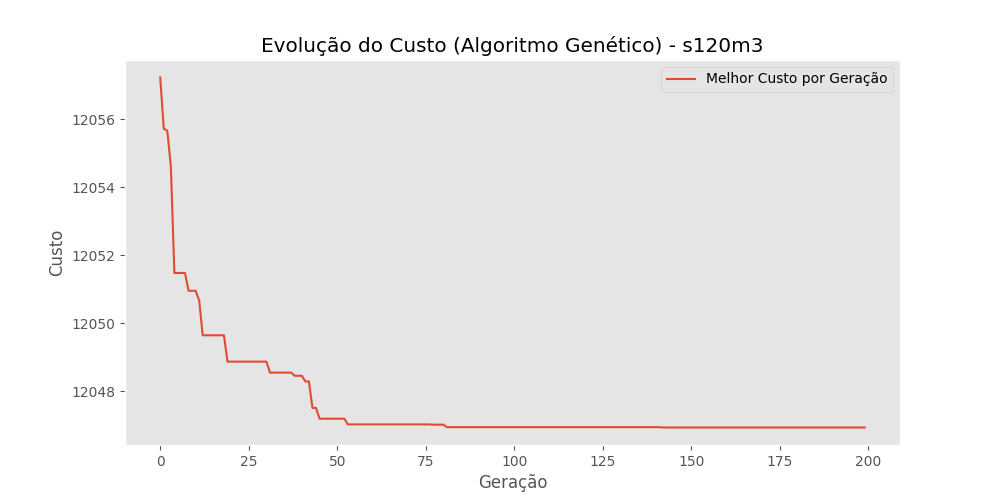 Evolução do Custo (Algoritmo Genético) - s120m3
Melhor Custo por Geração
12056
12054
12052
12050
12048
Custo
0 25 50 75 100 125 150 175 200
Geração